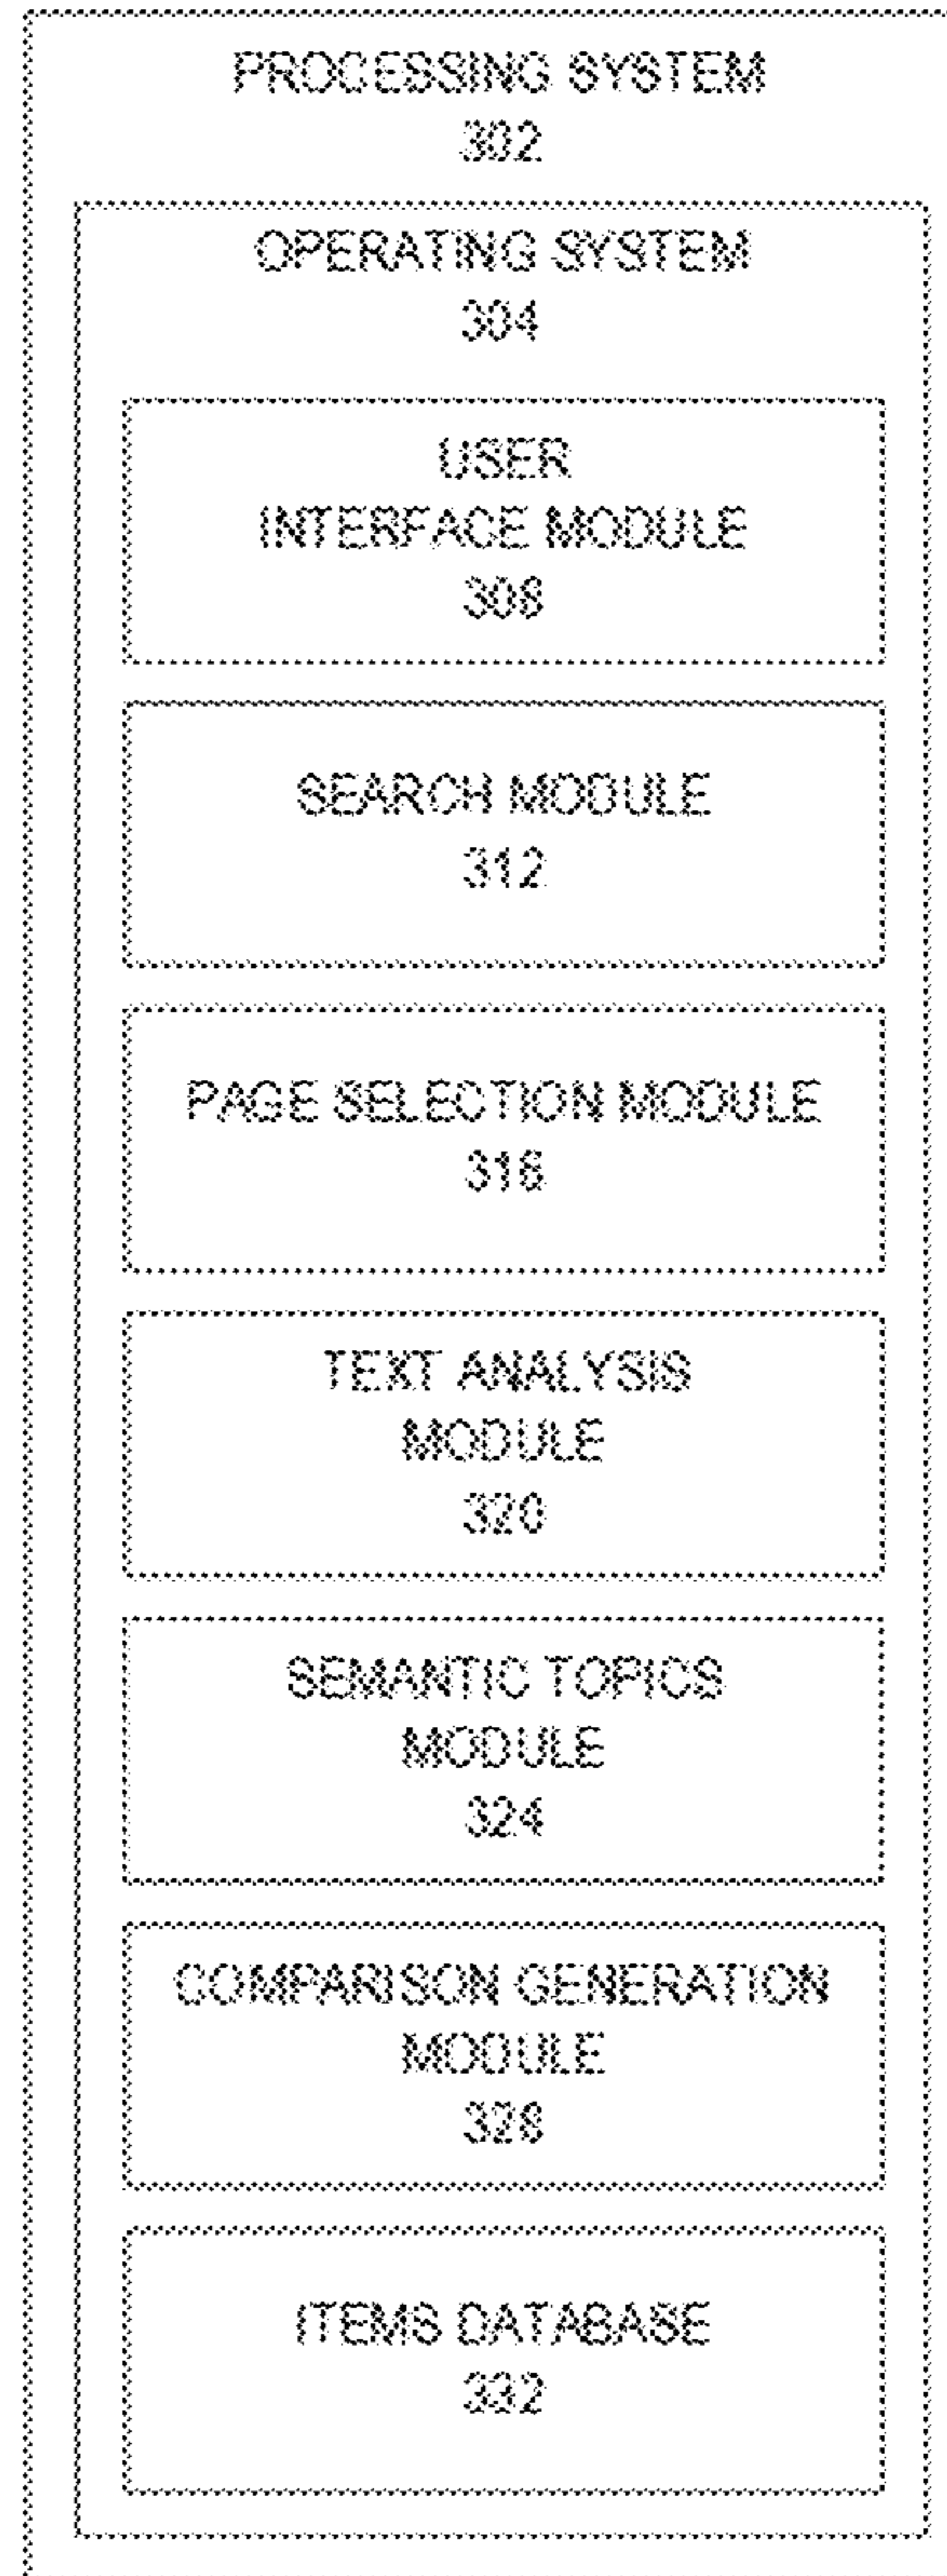 PROCESSING SYSTEM
302
OPERATING SYSTEM
304
USER
INTERFACE MODULE
308
SEARCH MODULE
312
PAGE SELECTION MODULE
316
TEXT ANALYSIS
MODULE
320
SEMANTIC TOPICS
MODULE
324
COMPARISON GENERATION
MODULE
328
ITEMS DATABASE
332